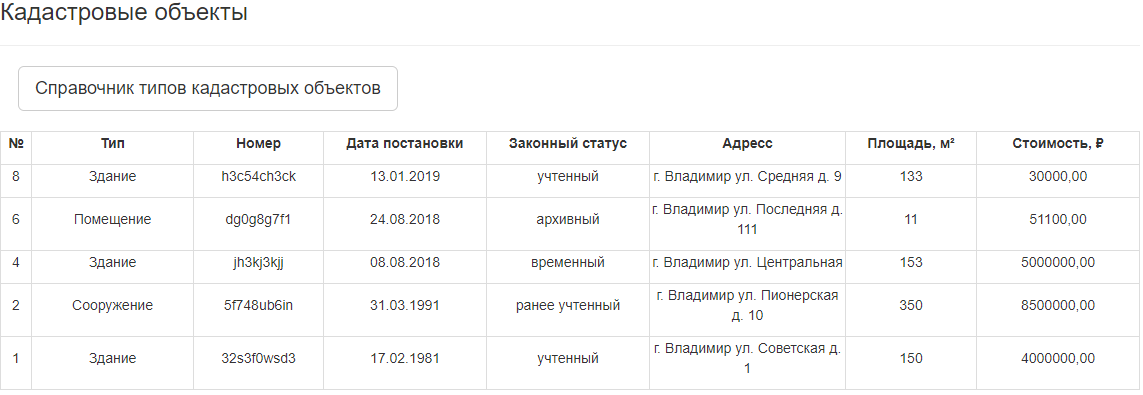 Кадастровые объекты
Справочник типов кадастровых объектов
№ Тип Номер Дата постановки Законный статус Адресс Площадь, м² Стоимость, ₽
8 Здание h3c54ch3ck 13.01.2019 учтенный г. Владимир ул. Средняя д. 9 133 30000,00
6 Помещение dg0g8g7f1 24.08.2018 архивный г. Владимир ул. Последняя д. 11 51100,00
111
4 Здание jh3kj3kjj 08.08.2018 временный г. Владимир ул. Центральная 153 5000000,00
2 Сооружение 5f748ub6in 31.03.1991 ранее учтенный г. Владимир ул. Пионерская 350 8500000,00
д. 10
1 Здание 32s3f0wsd3 17.02.1981 учтенный г. Владимир ул. Советская д. 150 4000000,00
1